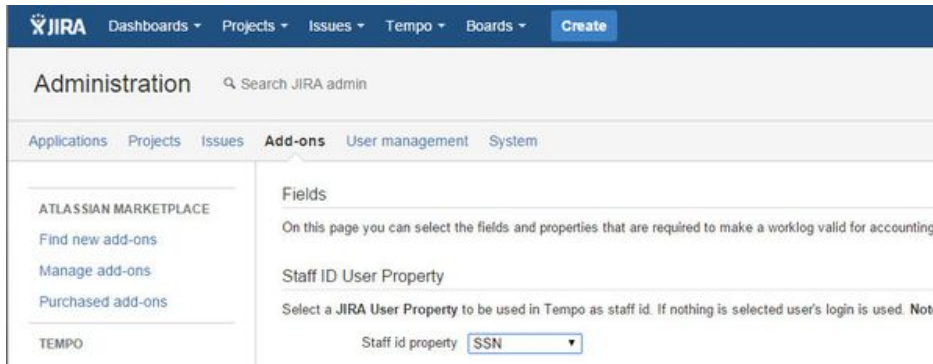 JIRA Dashboards Projects Issues Tempo Boards Create
Administration Search JIRA admin
Applications Projects Issues Add-ons User management System
ATLASSIAN MARKETPLACE
Find new add-ons
Manage add-ons
Purchased add-ons
TEMPO
Fields
On this page you can select the fields and properties that are required to make a worklog valid for accounting
Staff ID User Property
Select a JIRA User Property to be used in Tempo as staff id. If nothing is selected user's login is used. Not
Staff id property SSN